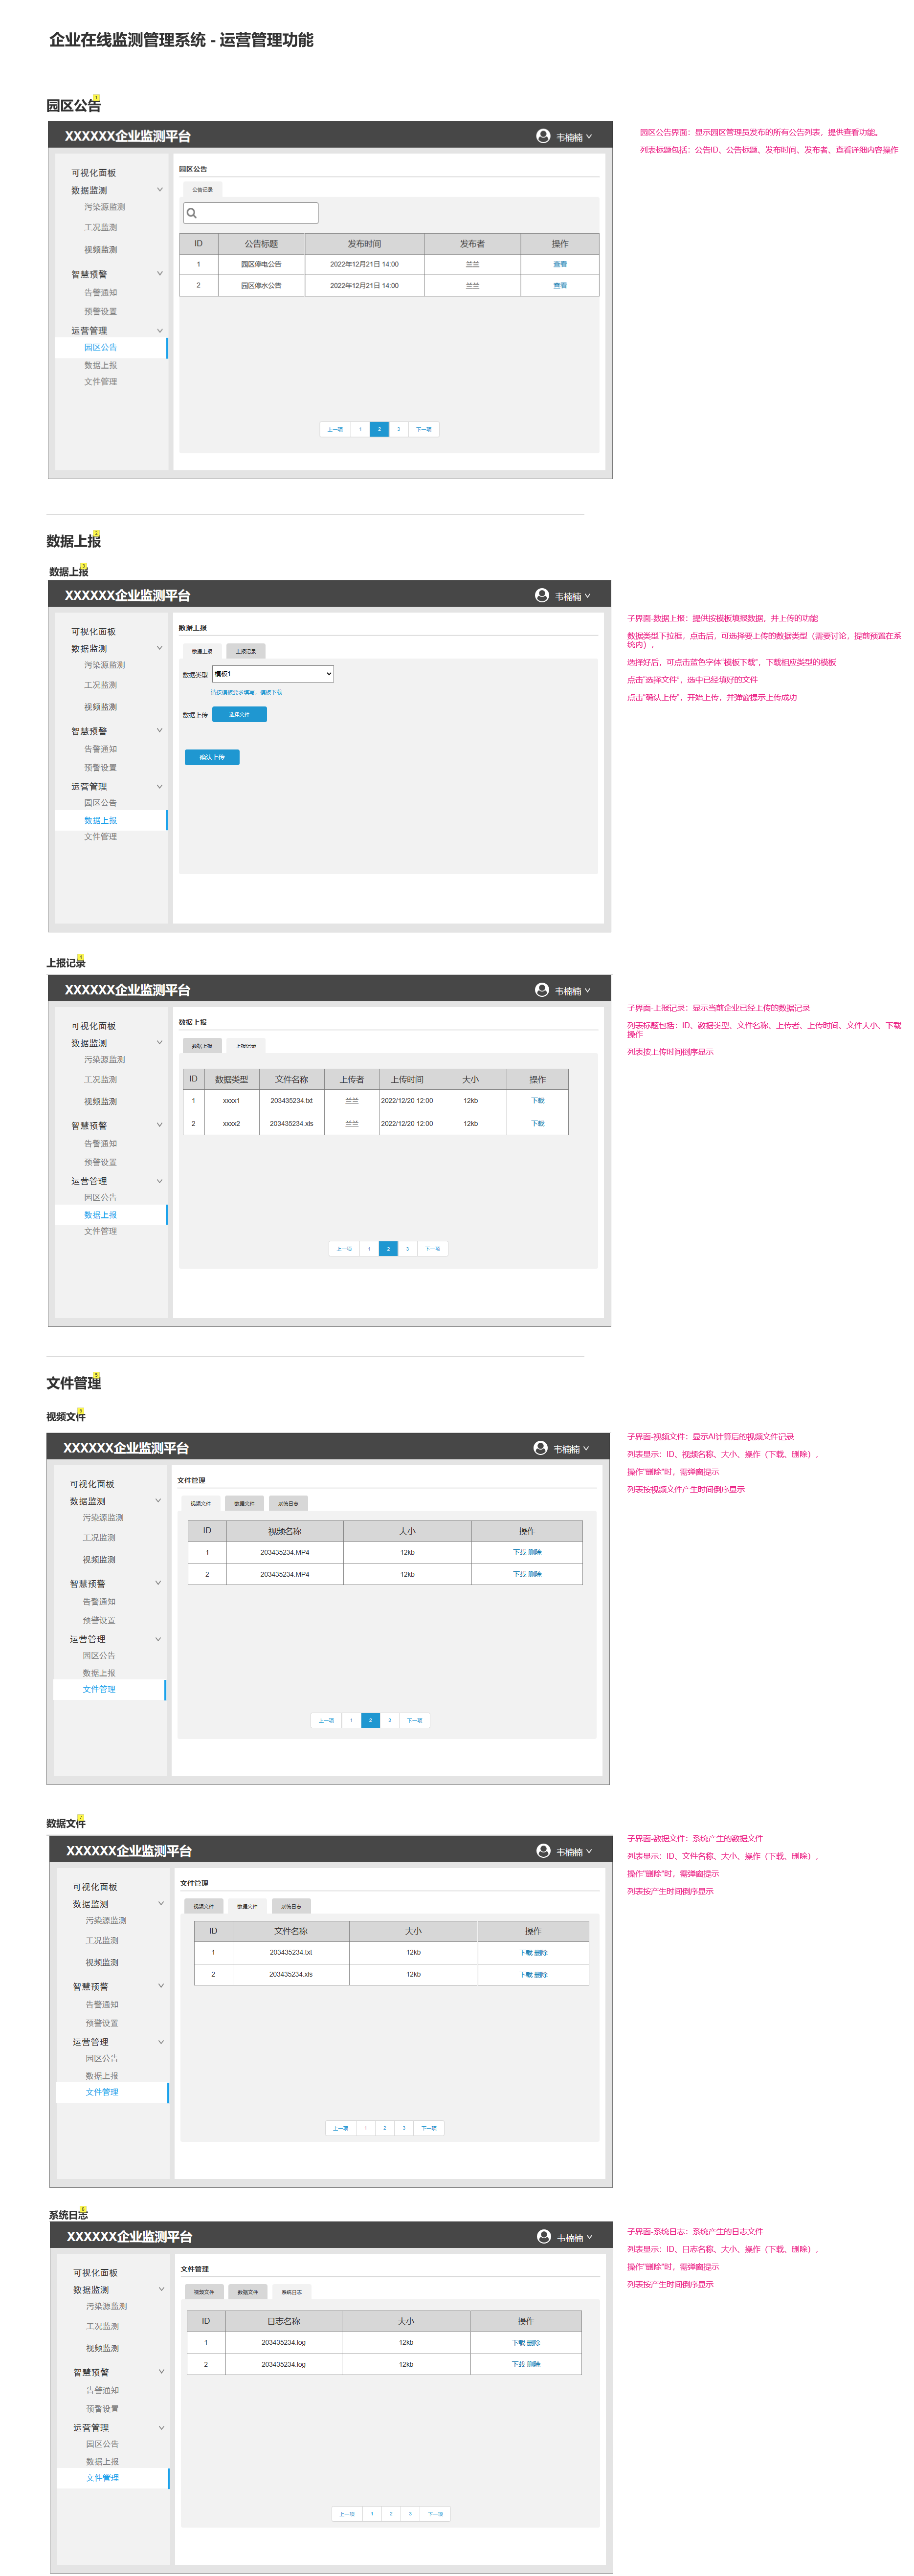 企业在线监测管理系统 - 运营管理功能
园区公告
1
XXXXXX企业监测平台
韦楠楠
可视化面板
数据监测
污染源监测
工况监测
视频监测
智慧预警
告警通知
预警设置
运营管理
园区公告
数据上报
文件管理
园区公告
公告记录
ID 公告标题 发布时间 发布者 操作
1 园区停电公告 2022年12月21日 14:00 兰兰 查看
2 园区停水公告 2022年12月21日 14:00 兰兰 查看
上一项 1 2 3 下一项
园区公告界面：显示园区管理员发布的所有公告列表，提供查看功能。
列表标题包括：公告ID、公告标题、发布时间、发布者、查看详细内容操作
数据上报
2
数据上报
3
XXXXXX企业监测平台
韦楠楠
可视化面板
数据监测
污染源监测
工况监测
视频监测
智慧预警
告警通知
预警设置
运营管理
园区公告
数据上报
文件管理
数据上报
数据上报 上报记录
数据类型 模板1
请按模板要求填写，模板下载
数据上传 选择文件
确认上传
子界面-数据上报：提供按模板填报数据，并上传的功能
数据类型下拉框，点击后，可选择要上传的数据类型（需要讨论，提前预置在系
统内），
选择好后，可点击蓝色字体"模板下载"，下载相应类型的模板
点击"选择文件"，选中已经填好的文件
点击"确认上传"，开始上传，并弹窗提示上传成功
上报记录
4
XXXXXX企业监测平台
韦楠楠
可视化面板
数据监测
污染源监测
工况监测
视频监测
智慧预警
告警通知
预警设置
运营管理
园区公告
数据上报
文件管理
数据上报
数据上报 上报记录
ID 数据类型 文件名称 上传者 上传时间 大小 操作
1 xxxx1 203435234.txt 兰兰 2022/12/20 12:00 12kb 下载
2 xxxx2 203435234.xls 兰兰 2022/12/20 12:00 12kb 下载
上一项 1 2 3 下一项
子界面-上报记录：显示当前企业已经上传的数据记录
列表标题包括：ID、数据类型、文件名称、上传者、上传时间、文件大小、下载
操作
列表按上传时间倒序显示
文件管理
5
视频文件
6
XXXXXX企业监测平台
韦楠楠
可视化面板
数据监测
污染源监测
工况监测
视频监测
智慧预警
告警通知
预警设置
运营管理
园区公告
数据上报
文件管理
文件管理
视频文件 数据文件 系统日志
ID 视频名称 大小 操作
1 203435234.MP4 12kb 下载 删除
2 203435234.MP4 12kb 下载 删除
上一项 1 2 3 下一项
子界面-视频文件：显示AI计算后的视频文件记录
列表显示：ID、视频名称、大小、操作（下载、删除），
操作"删除"时，需弹窗提示
列表按视频文件产生时间倒序显示
数据文件
7
XXXXXX企业监测平台
韦楠楠
可视化面板
数据监测
污染源监测
工况监测
视频监测
智慧预警
告警通知
预警设置
运营管理
园区公告
数据上报
文件管理
文件管理
视频文件 数据文件 系统日志
ID 文件名称 大小 操作
1 203435234.txt 12kb 下载 删除
2 203435234.xls 12kb 下载 删除
上一项 1 2 3 下一项
子界面-数据文件：系统产生的数据文件
列表显示：ID、文件名称、大小、操作（下载、删除），
操作"删除"时，需弹窗提示
列表按产生时间倒序显示
系统日志
8
XXXXXX企业监测平台
韦楠楠
可视化面板
数据监测
污染源监测
工况监测
视频监测
智慧预警
告警通知
预警设置
运营管理
园区公告
数据上报
文件管理
文件管理
视频文件 数据文件 系统日志
ID 日志名称 大小 操作
1 203435234.log 12kb 下载 删除
2 203435234.log 12kb 下载 删除
上一项 1 2 3 下一项
子界面-系统日志：系统产生的日志文件
列表显示：ID、日志名称、大小、操作（下载、删除），
操作"删除"时，需弹窗提示
列表按产生时间倒序显示